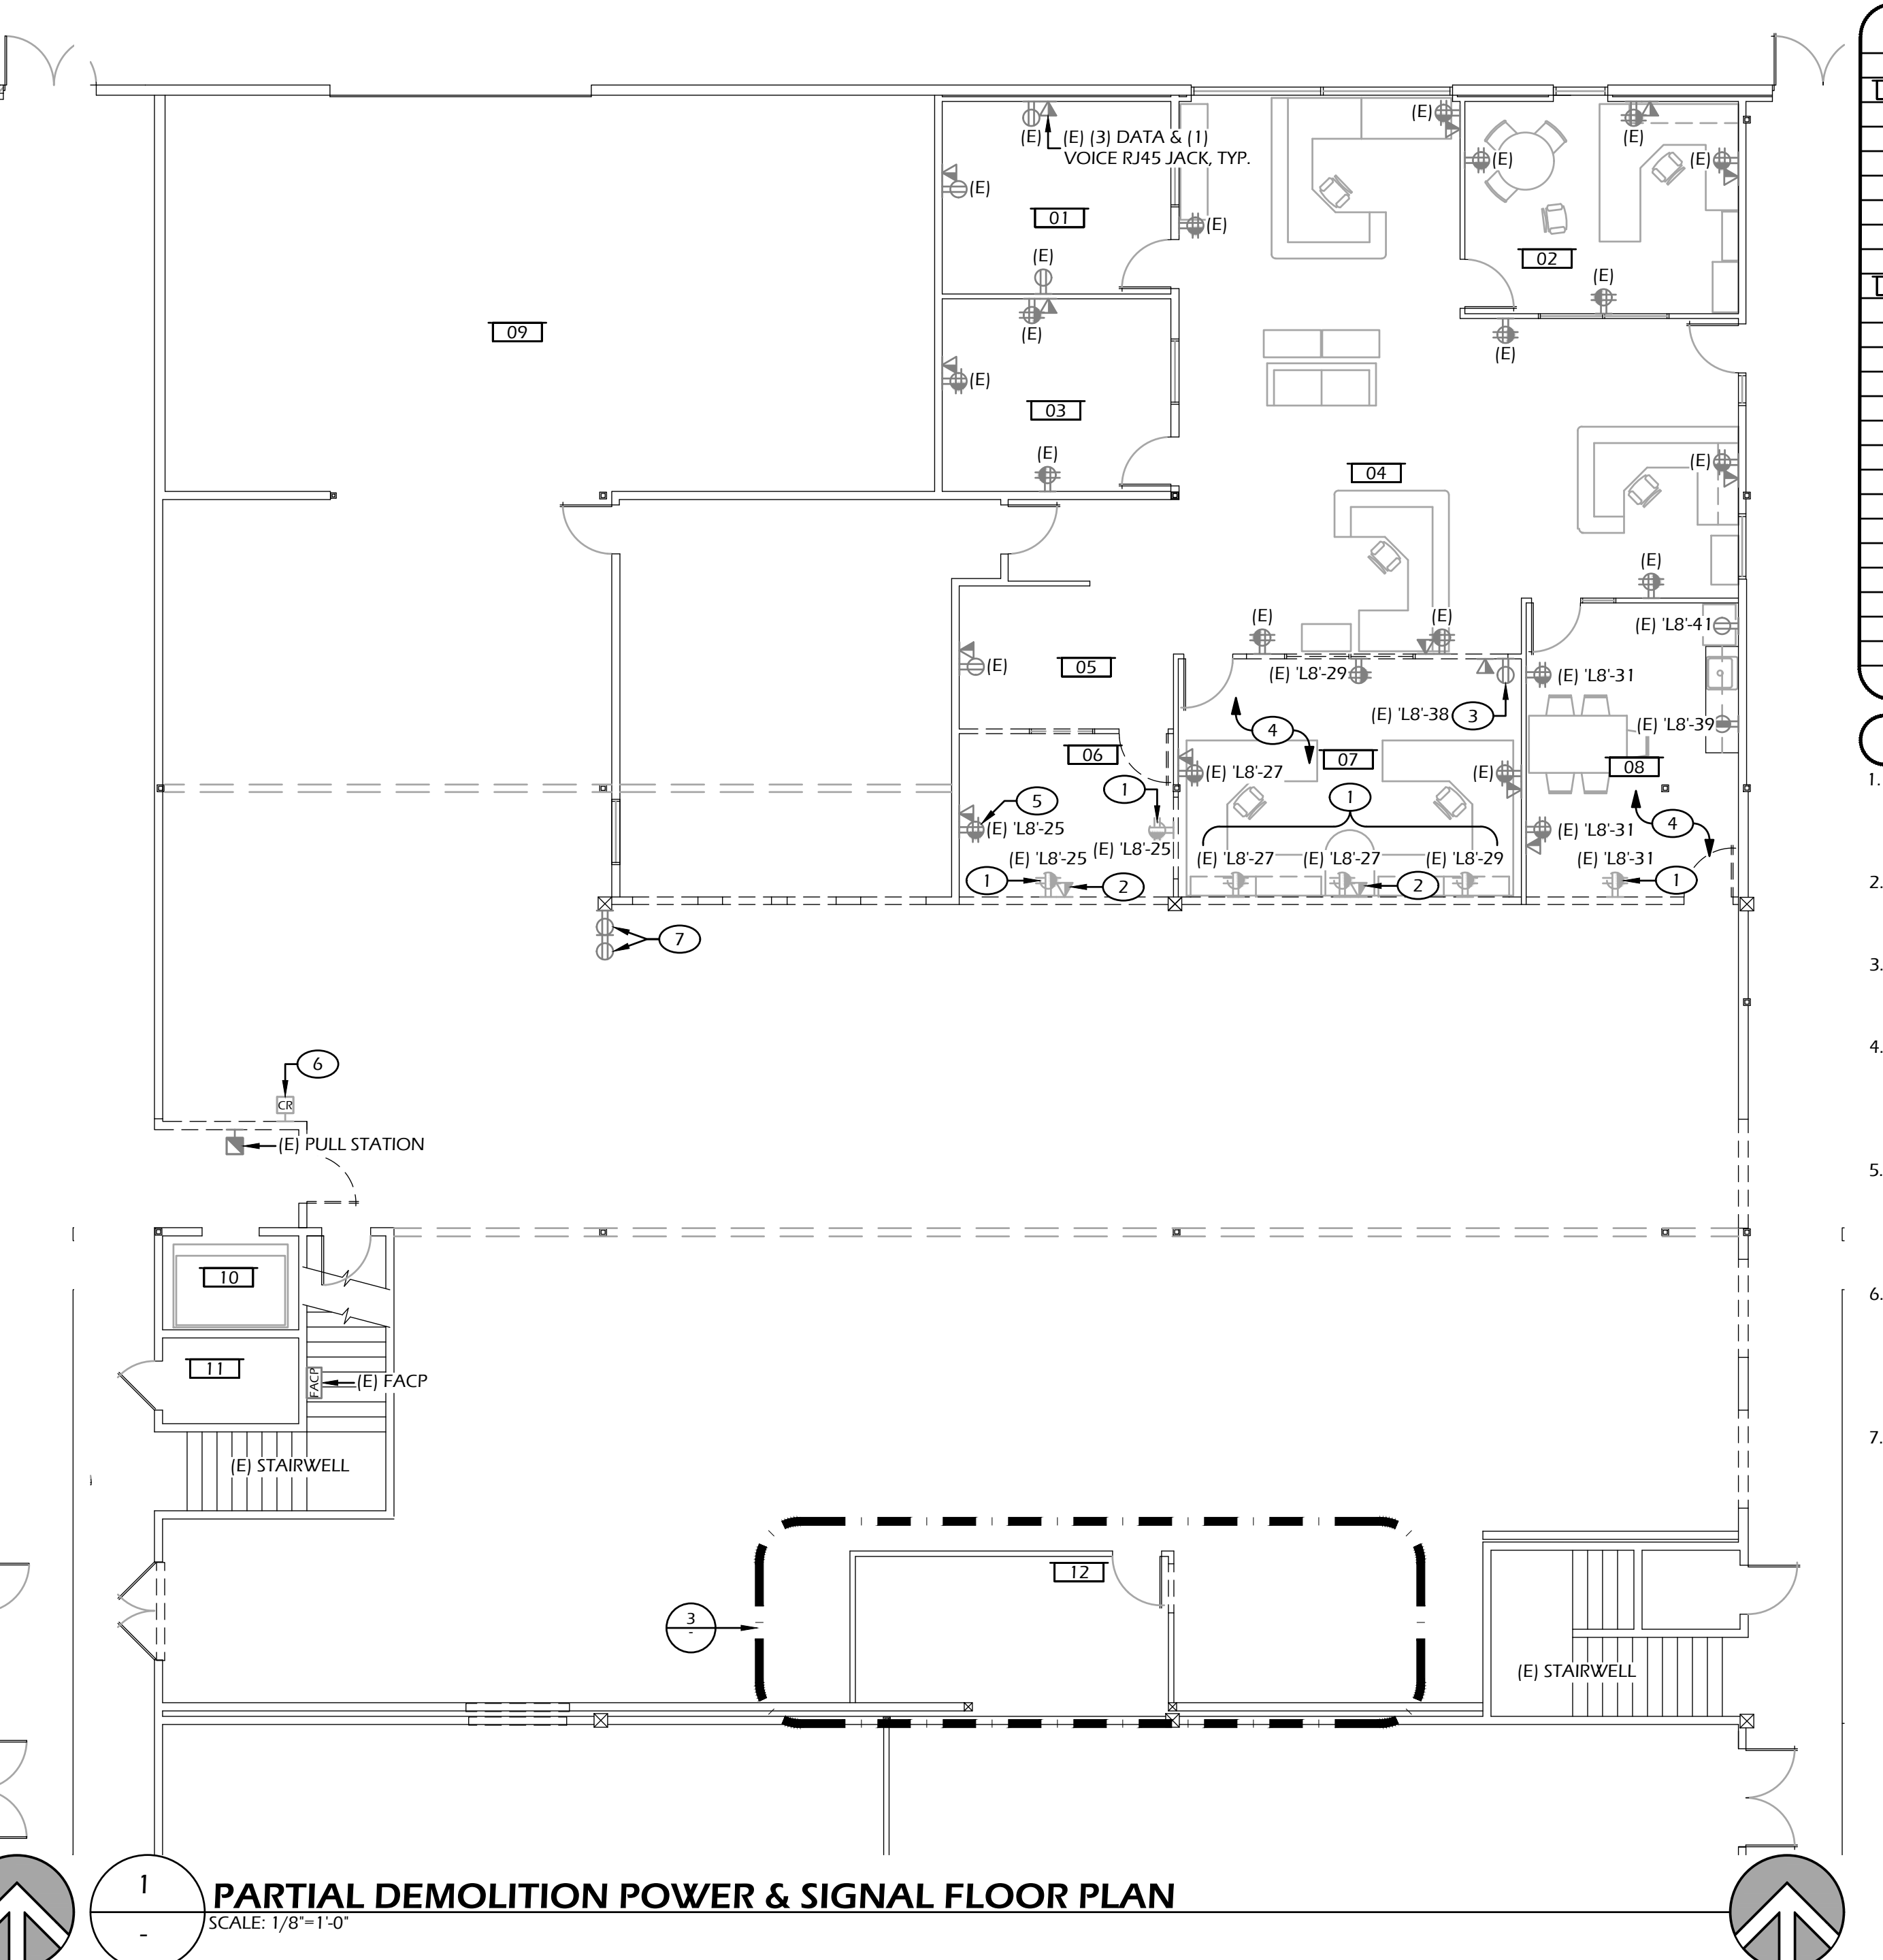 (E)
(E) (3) DATA & (1)
VOICE RJ45 JACK, TYP.
(E)
(E)
(E)
(E)
(E)
(E)
01
(E)
02
(E)
(E)
(E)
09
(E)
(E)
(E)
03
(E)
04
(E)
(E)
(E)
(E)
(E) 'L8'-41
(E)
05
(E) 'L8'-29
(E) 'L8'-31
(E) 'L8'-38
3
4
(E) 'L8'-39
06
07
08
(E) 'L8'-27
(E)
1
5
1
4
(E) 'L8'-25
(E) 'L8'-31
(E) 'L8'-25
(E) 'L8'-25
(E) 'L8'-27
(E) 'L8'-27
(E) 'L8'-29
(E) 'L8'-31
1
2
2
1
7
6
CR
(E) PULL STATION
10
11
FACP
(E) FACP
(E) STAIRWELL
12
3
-
(E) STAIRWELL
1
-
PARTIAL DEMOLITION POWER & SIGNAL FLOOR PLAN
SCALE: 1/8"=1'-0"
1.
2.
3.
4.
5.
6.
7.